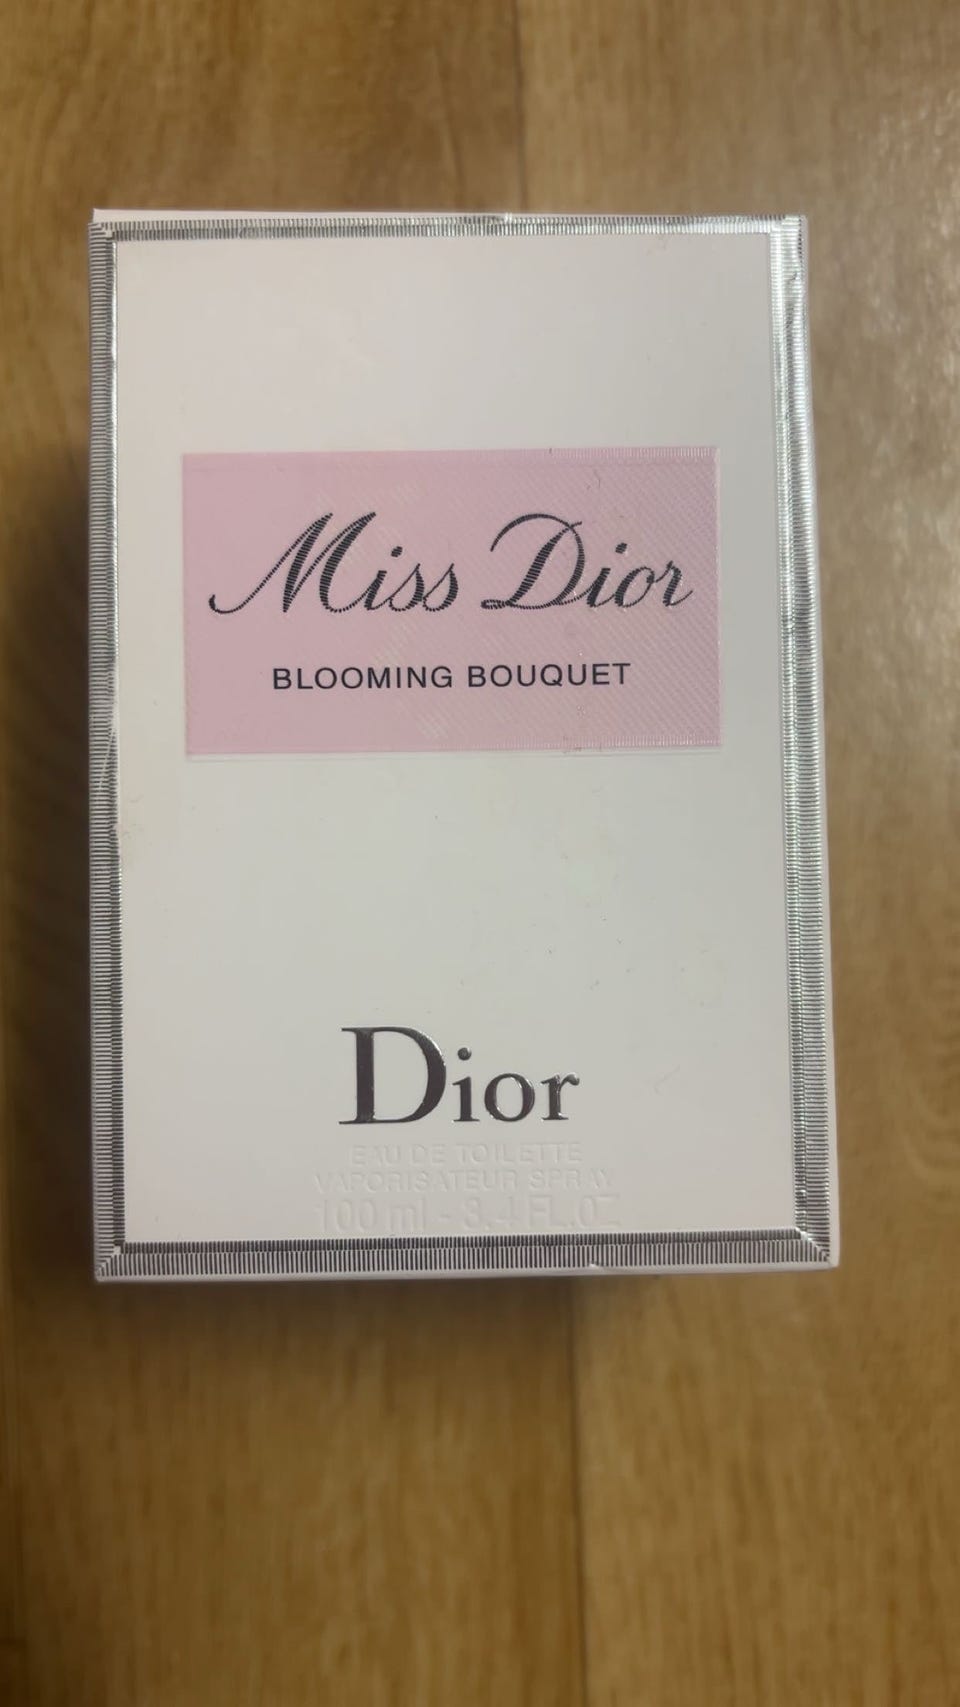 Miss Dior
BLOOMING BOUQUET
Dior
EAU DE TOILETTE
VAPORISATEUR SPRAY
100 ml - 3.4 FL.OZ